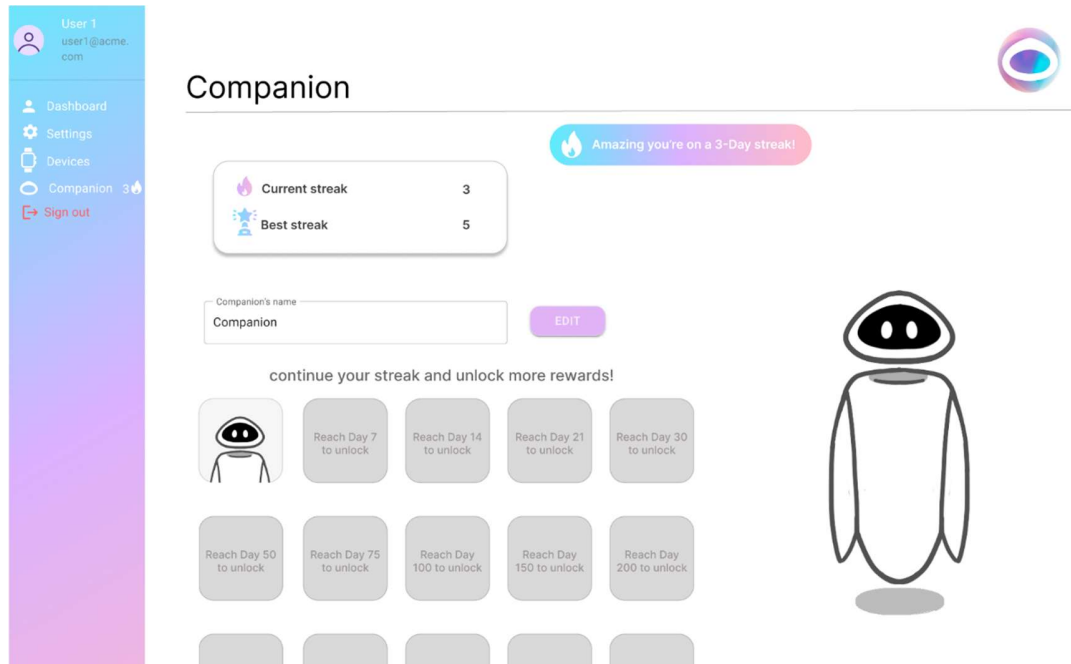 User 1
user1@acme.
com
Dashboard
Settings
Devices
Companion 3
Sign out
Companion
Amazing you're on a 3-Day streak!
Current streak 3
Best streak 5
Companion's name
Companion
EDIT
continue your streak and unlock more rewards!
Reach Day 7
to unlock
Reach Day 14
to unlock
Reach Day 21
to unlock
Reach Day 30
to unlock
Reach Day 50
to unlock
Reach Day 75
to unlock
Reach Day
100 to unlock
Reach Day
150 to unlock
Reach Day
200 to unlock